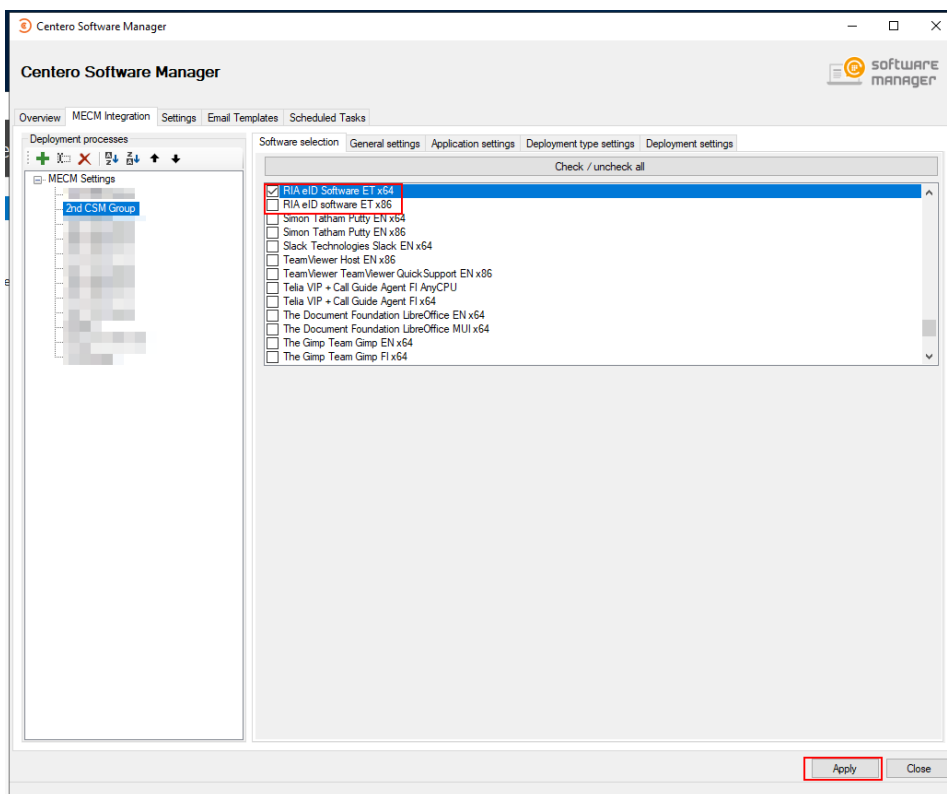 Centero Software Manager
Centero Software Manager
software
manager
Overview MECM Integration Settings Email Templates Scheduled Tasks
Deployment processes
MECM Settings
2nd CSM Group
Software selection General settings Application settings Deployment type settings Deployment settings
Check / uncheck all
RIA eID Software ET x64
RIA eID software ET x86
Simon Tatham Putty EN x64
Simon Tatham Putty EN x86
Slack Technologies Slack EN x64
TeamViewer Host EN x86
TeamViewer TeamViewer QuickSupport EN x86
Telia VIP + Call Guide Agent FI AnyCPU
Telia VIP + Call Guide Agent FI x64
The Document Foundation LibreOffice EN x64
The Document Foundation LibreOffice MUI x64
The Gimp Team Gimp EN x64
The Gimp Team Gimp FI x64
Apply Close